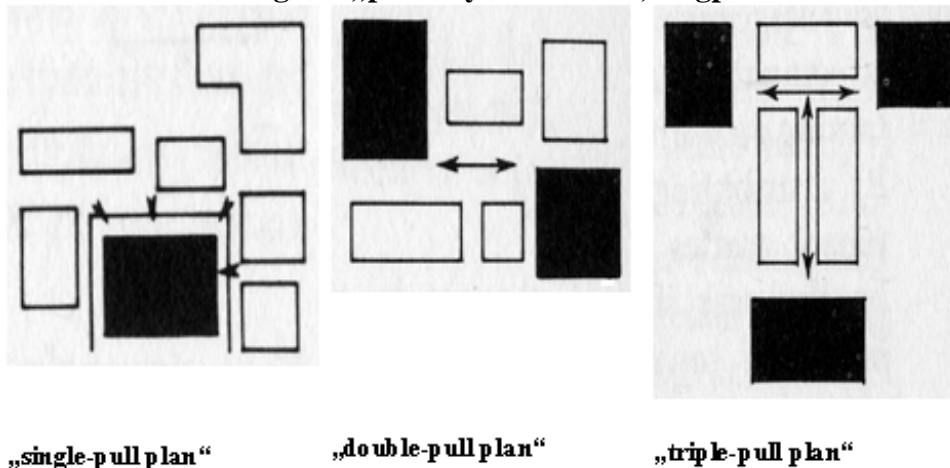 „single-pull plan“
„double-pull plan“
„triple-pull plan“